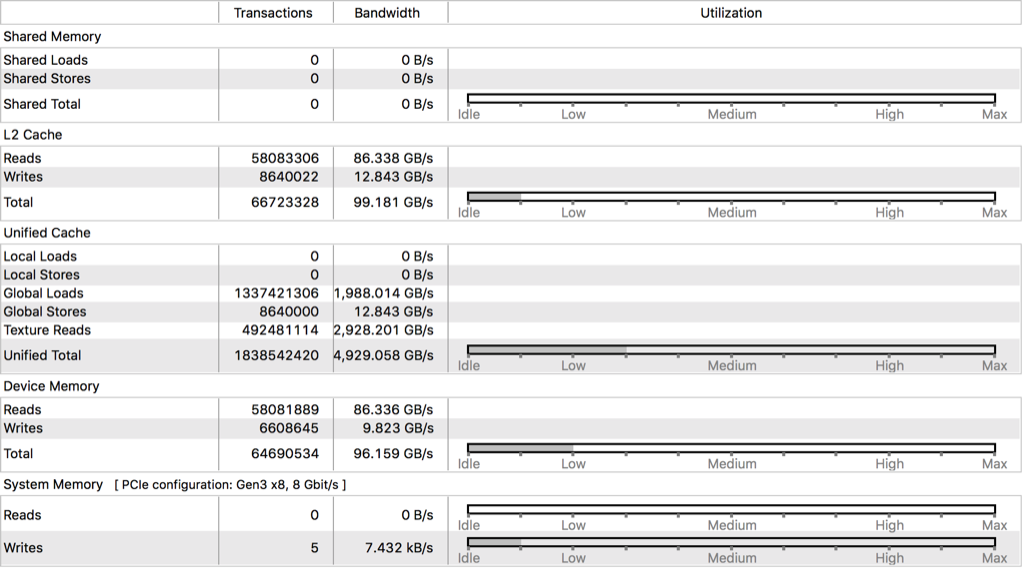 Transactions Bandwidth Utilization
Shared Memory
Shared Loads 0 0 B/s
Shared Stores 0 0 B/s
Shared Total 0 0 B/s
Idle Low Medium High Max
L2 Cache
Reads 58083306 86.338 GB/s
Writes 8640022 12.843 GB/s
Total 66723328 99.181 GB/s
Idle Low Medium High Max
Unified Cache
Local Loads 0 0 B/s
Local Stores 0 0 B/s
Global Loads 1337421306 1,988.014 GB/s
Global Stores 8640000 12.843 GB/s
Texture Reads 492481114 2,928.201 GB/s
Unified Total 1838542420 4,929.058 GB/s
Idle Low Medium High Max
Device Memory
Reads 58081889 86.336 GB/s
Writes 6608645 9.823 GB/s
Total 64690534 96.159 GB/s
Idle Low Medium High Max
System Memory [ PCIe configuration: Gen3 x8, 8 Gbit/s ]
Reads 0 0 B/s
Idle Low Medium High Max
Writes 5 7.432 kB/s
Idle Low Medium High Max